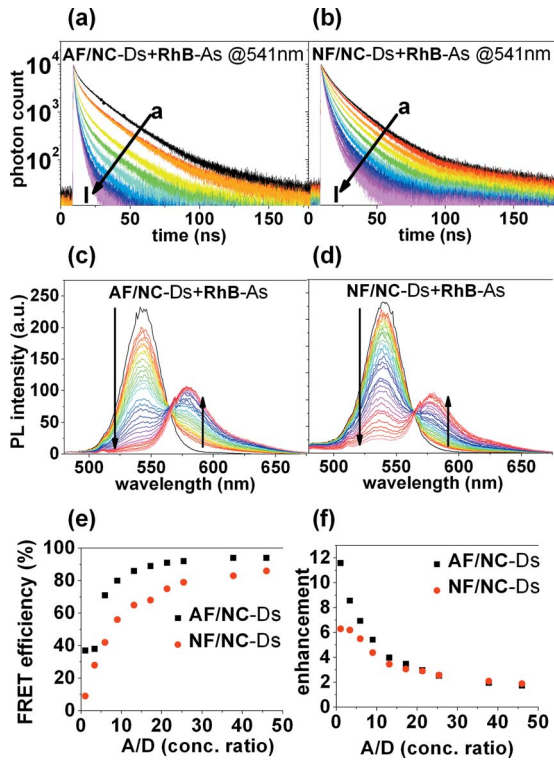 (a)
(b)
AF/NC-Ds+RhB-As @541nm
NF/NC-Ds+RhB-As @541nm
photon count
10⁴
10³
10²
a
l
a
l
0 50 100 150
0 50 100 150
time (ns)
time (ns)
(c)
(d)
AF/NC-Ds+RhB-As
NF/NC-Ds+RhB-As
PL intensity (a.u.)
250
200
150
100
50
0
500 550 600 650
500 550 600 650
wavelength (nm)
wavelength (nm)
(e)
(f)
FRET efficiency (%)
100
80
60
40
20
0
AF/NC-Ds
NF/NC-Ds
0 10 20 30 40 50
A/D (conc. ratio)
enhancement
12
10
8
6
4
2
0
AF/NC-Ds
NF/NC-Ds
0 10 20 30 40 50
A/D (conc. ratio)